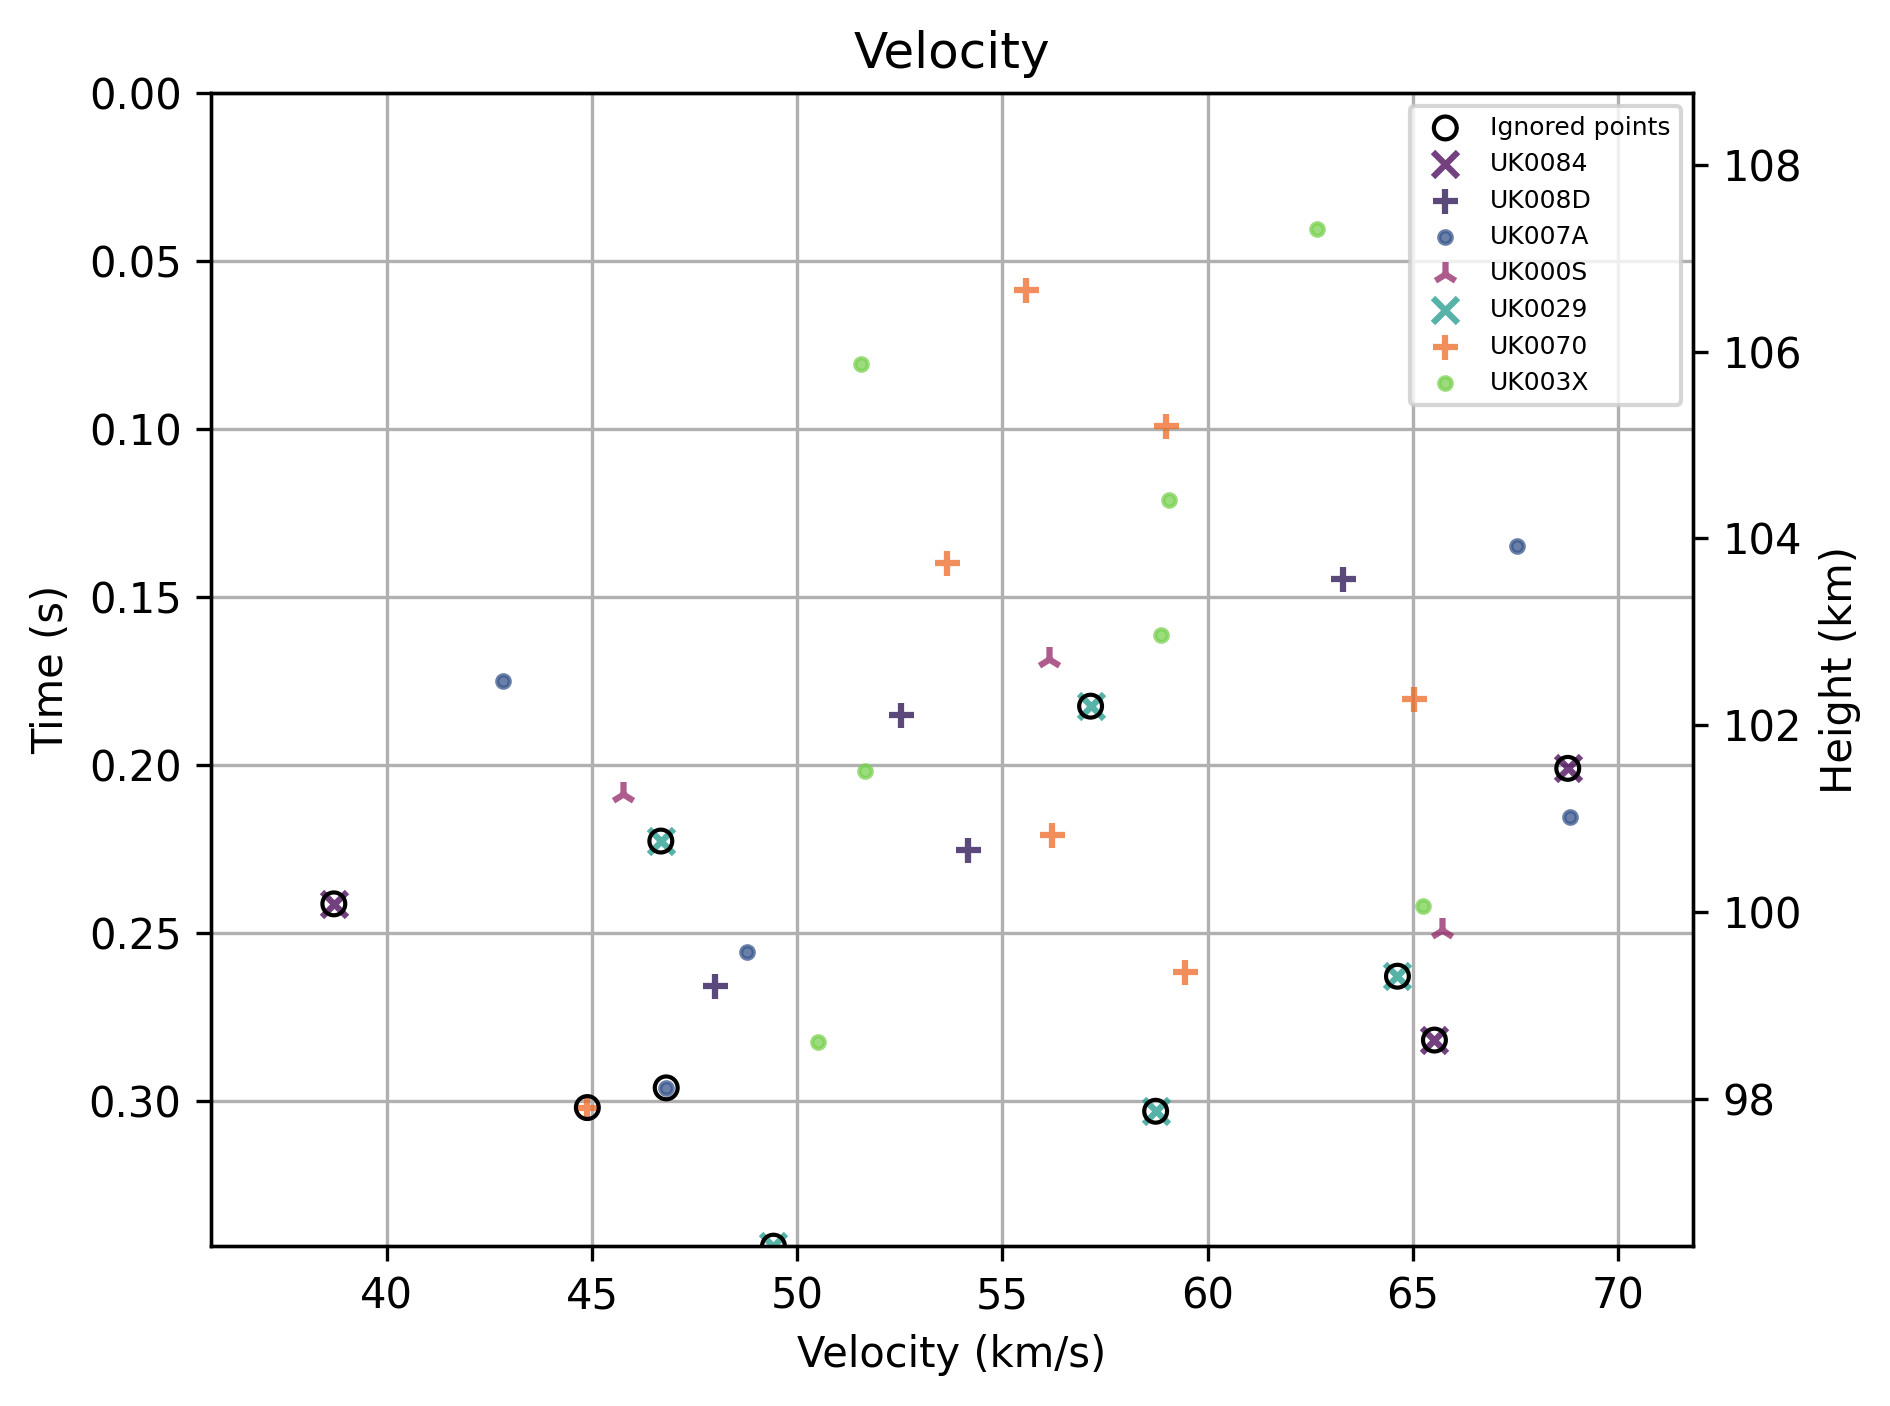 Velocity
0.00
0.05
0.10
0.15
0.20
0.25
0.30
Time (s)
Ignored points
UK0084
UK008D
UK007A
UK000S
UK0029
UK0070
UK003X
108
106
104
102
100
98
Height (km)
40 45 50 55 60 65 70
Velocity (km/s)